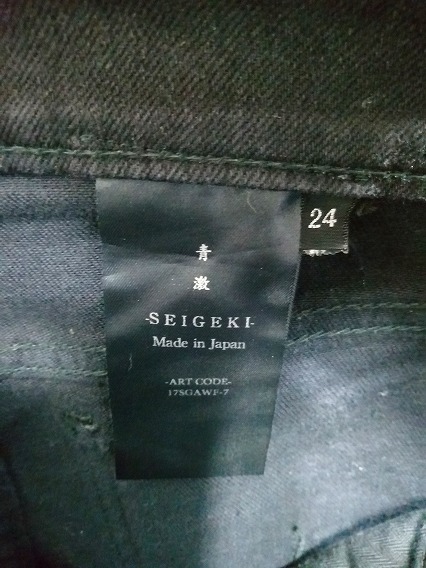 24
青
激
-SEIGEKI-
Made in Japan
-ART CODE-
17SGAWF-7